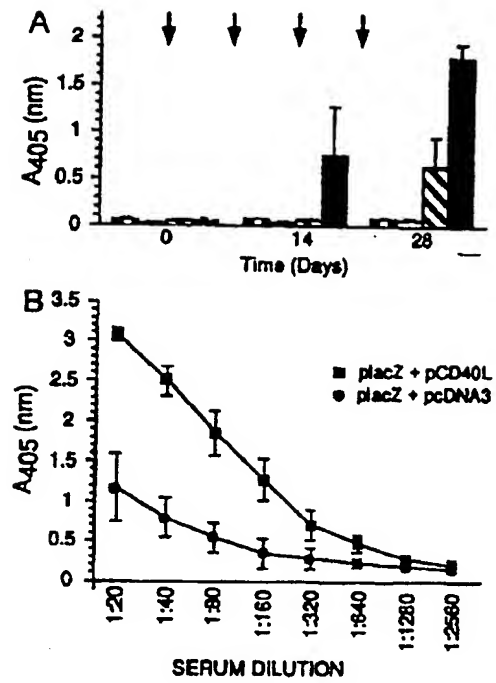 A
2
1.5
1
0.5
0
A405 (nm)
0 14 28
Time (Days)
B
3.5
3
2.5
2
1.5
1
0.5
0
A405 (nm)
placZ + pCD40L
placZ + pcDNA3
1:20 1:40 1:80 1:160 1:320 1:640 1:1280 1:2560
SERUM DILUTION